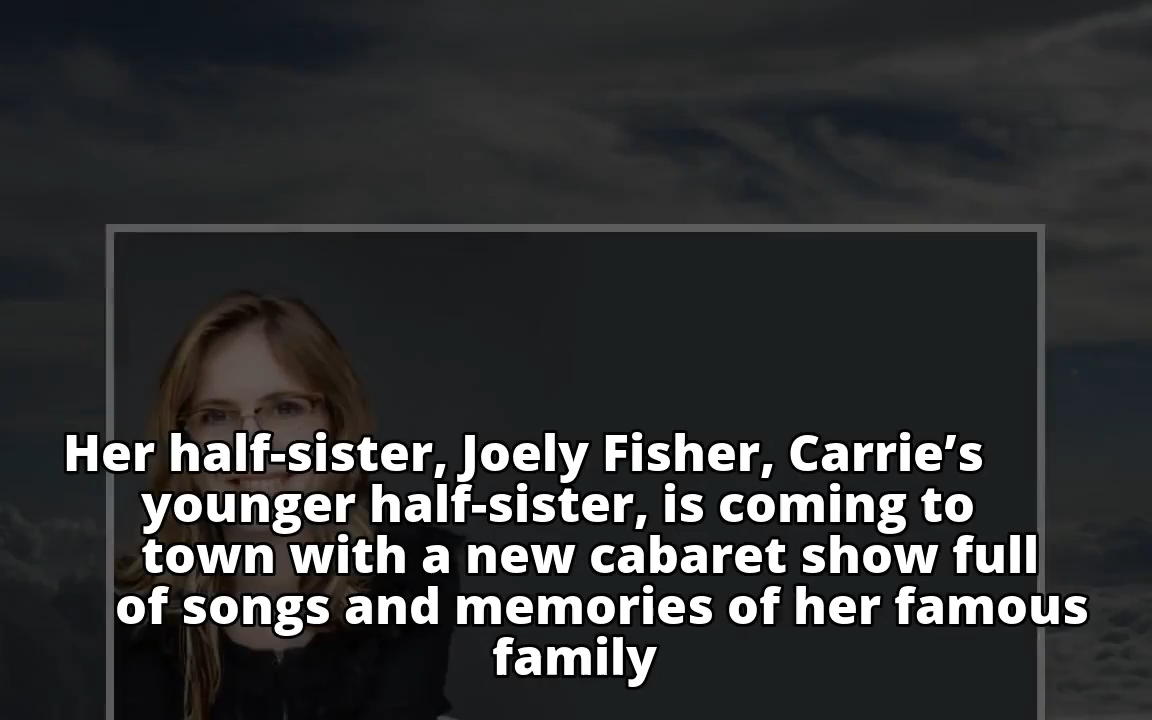 Her half-sister, Joely Fisher, Carrie’s
younger half-sister, is coming to
town with a new cabaret show full
of songs and memories of her famous
family